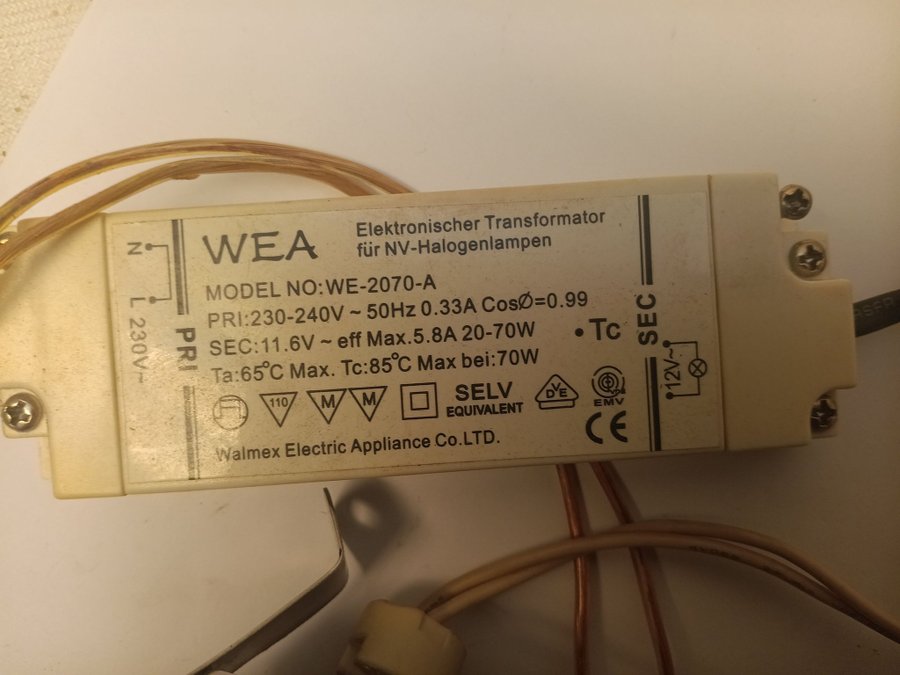 WEA
Elektronischer Transformator
für NV-Halogenlampen
MODEL NO:WE-2070-A
PRI:230-240V ~ 50Hz 0.33A CosØ=0.99
SEC:11.6V ~ eff Max.5.8A 20-70W
•Tc
Ta:65°C Max. Tc:85°C Max bei:70W
110
M
M
SELV
EQUIVALENT
VDE
EMV
CE
Walmex Electric Appliance Co.LTD.
N
L
230V~
PRI
SEC
12V~